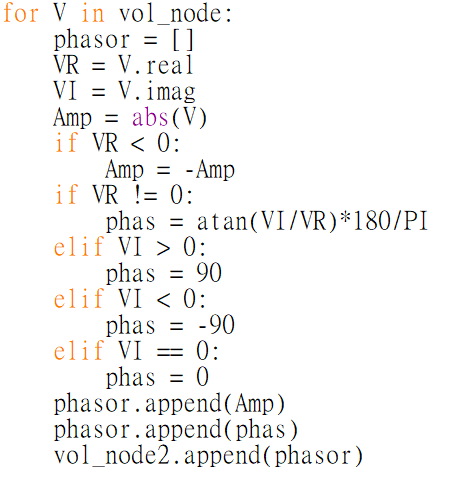 for V in vol_node:
    phasor = []
    VR = V.real
    VI = V.imag
    Amp = abs(V)
    if VR < 0:
        Amp = -Amp
    if VR != 0:
        phas = atan(VI/VR)*180/PI
    elif VI > 0:
        phas = 90
    elif VI < 0:
        phas = -90
    elif VI == 0:
        phas = 0
    phasor.append(Amp)
    phasor.append(phas)
    vol_node2.append(phasor)